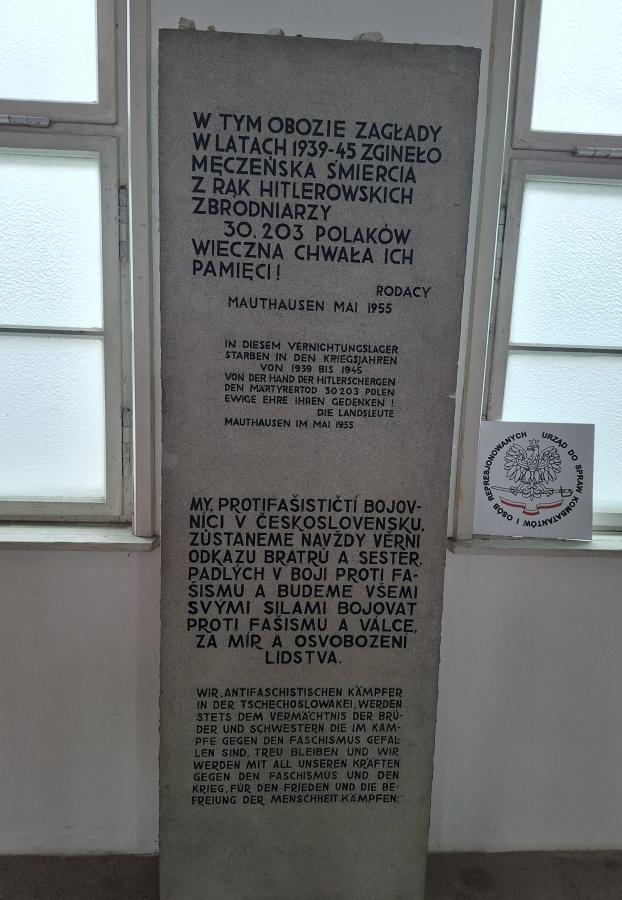 W TYM OBOZIE ZAGŁADY
W LATACH 1939-45 ZGINEŁO
MĘCZEŃSKA ŚMIERCIA
Z RĄK HITLEROWSKICH
ZBRODNIARZY
30.203 POLAKÓW
WIECZNA CHWAŁA ICH
PAMIĘCI!
RODACY
MAUTHAUSEN MAI 1955
IN DIESEM VERNICHTUNGSLAGER
STARBEN IN DEN KRIEGSJAHREN
VON 1939 BIS 1945
VON DER HAND DER HITLERSCHERGEN
DEN MÄRTYRERTOD 30203 POLEN
EWIGE EHRE IHREN GEDENKEN !
DIE LANDSLEUTE
MAUTHAUSEN IM MAI 1955
MY, PROTIFAŠISTIČTÍ BOJOV-
NÍCI V ČESKOSLOVENSKU,
ZŮSTANEME NAVŽDY VĚRNI
ODKAZU BRATRŮ A SESTER,
PADLÝCH V BOJI PROTI FA-
ŠISMU A BUDEME VŠEMI
SVÝMI SILAMI BOJOVAT
PROTI FAŠISMU A VÁLCE,
ZA MÍR A OSVOBOZENÍ
LIDSTVA.
WIR, ANTIFASCHISTISCHEN KÄMPFER
IN DER TSCHECHOSLOWAKEI, WERDEN
STETS DEM VERMÄCHTNIS DER BRÜ-
DER UND SCHWESTERN DIE IM KAM-
PFE GEGEN DEN FASCHISMUS GEFAL-
LEN SIND, TREU BLEIBEN UND WIR
WERDEN MIT ALL UNSEREN KRÄFTEN
GEGEN DEN FASCHISMUS UND DEN
KRIEG, FÜR DEN FRIEDEN UND DIE BE-
FREIUNG DER MENSCHHEIT KÄMPFEN.
URZĄD DO SPRAW KOMBATANTÓW I OSÓB REPRESJONOWANYCH